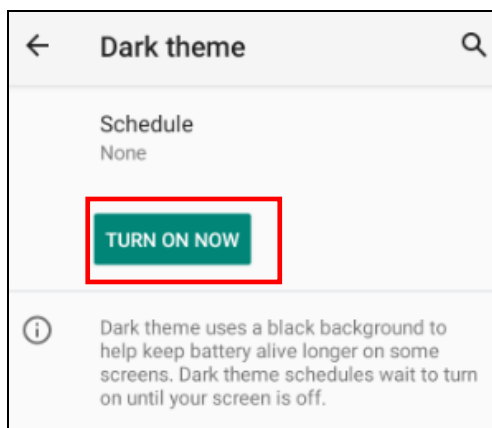 Dark theme
Schedule
None
TURN ON NOW
Dark theme uses a black background to
help keep battery alive longer on some
screens. Dark theme schedules wait to turn
on until your screen is off.